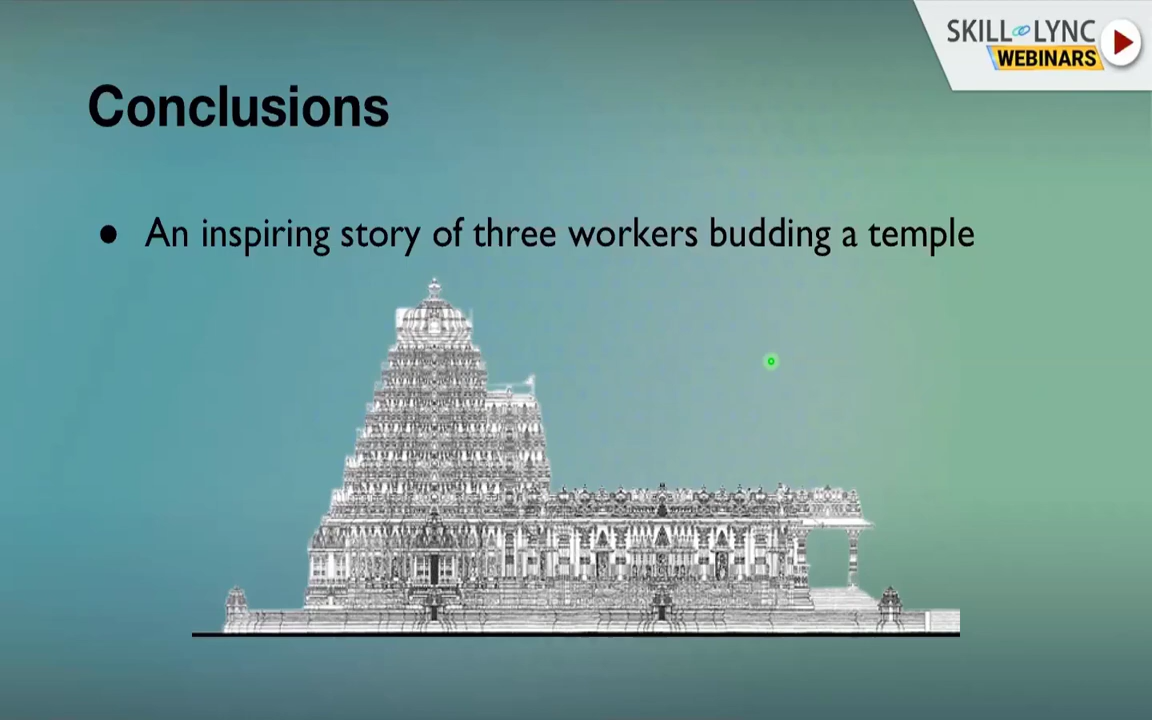 SKILL LYNC
WEBINARS
Conclusions
● An inspiring story of three workers budding a temple